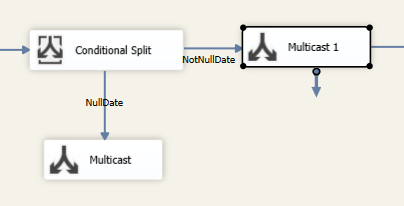 Conditional Split
Multicast 1
NotNullDate
NullDate
Multicast